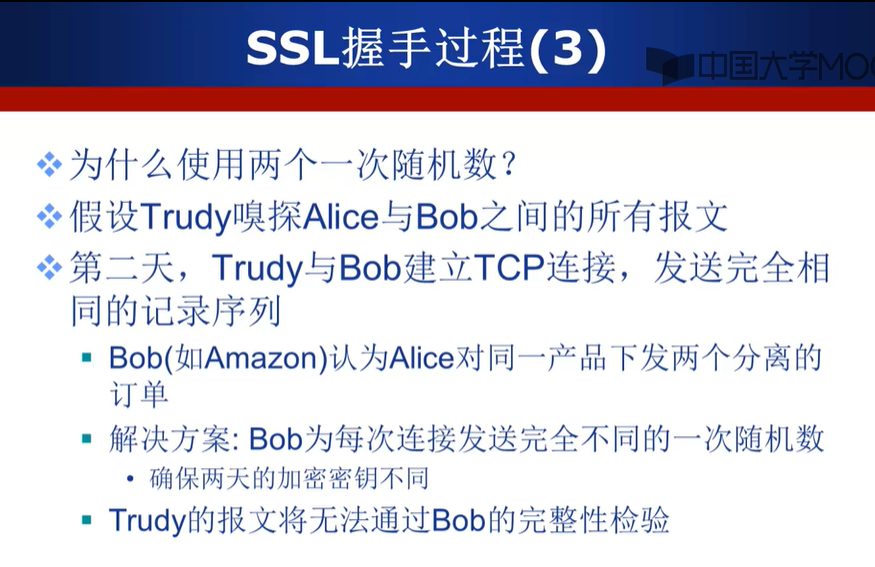 SSL握手过程(3)
中国大学MOO
为什么使用两个一次随机数？
假设Trudy嗅探Alice与Bob之间的所有报文
第二天，Trudy与Bob建立TCP连接，发送完全相
同的记录序列
Bob(如Amazon)认为Alice对同一产品下发两个分离的
订单
解决方案: Bob为每次连接发送完全不同的一次随机数
确保两天的加密密钥不同
Trudy的报文将无法通过Bob的完整性检验